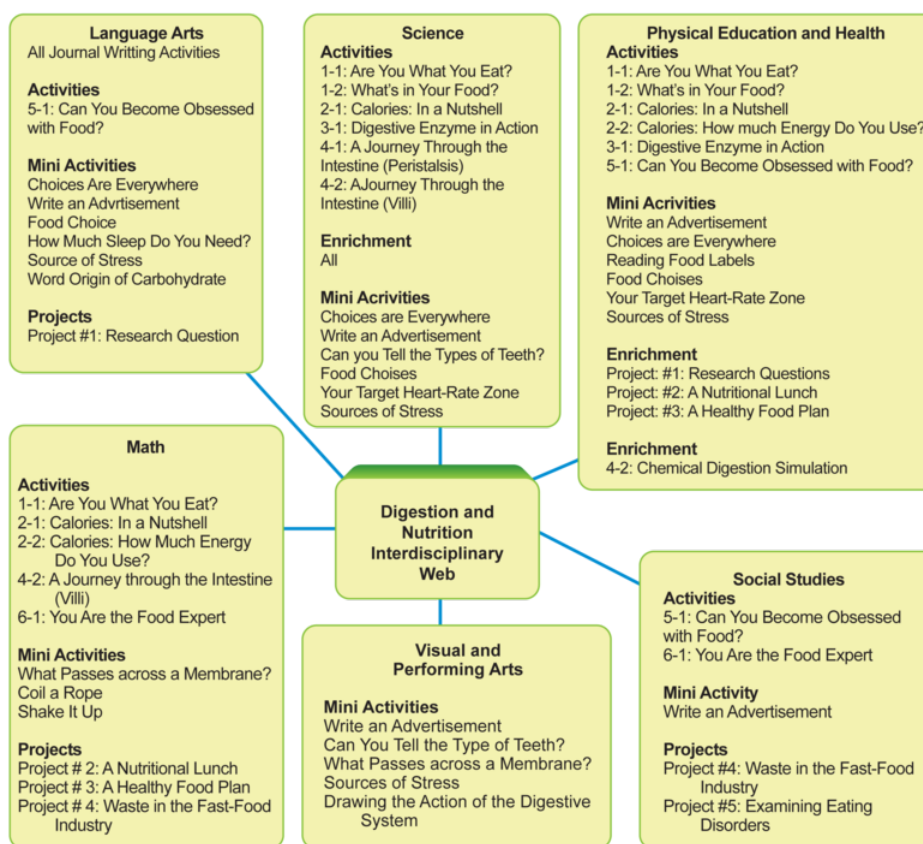 Language Arts
All Journal Writting Activities
Activities
5-1: Can You Become Obsessed
with Food?
Mini Activities
Choices Are Everywhere
Write an Advrtisement
Food Choice
How Much Sleep Do You Need?
Source of Stress
Word Origin of Carbohydrate
Projects
Project #1: Research Question
Science
Activities
1-1: Are You What You Eat?
1-2: What's in Your Food?
2-1: Calories: In a Nutshell
3-1: Digestive Enzyme in Action
4-1: A Journey Through the
Intestine (Peristalsis)
4-2: AJourney Through the
Intestine (Villi)
Enrichment
All
Mini Acrivities
Choices are Everywhere
Write an Advertisement
Can you Tell the Types of Teeth?
Food Choises
Your Target Heart-Rate Zone
Sources of Stress
Physical Education and Health
Activities
1-1: Are You What You Eat?
1-2: What's in Your Food?
2-1: Calories: In a Nutshell
2-2: Calories: How much Energy Do You Use?
3-1: Digestive Enzyme in Action
5-1: Can You Become Obsessed with Food?
Mini Acrivities
Write an Advertisement
Choices are Everywhere
Reading Food Labels
Food Choises
Your Target Heart-Rate Zone
Sources of Stress
Enrichment
Project: #1: Research Questions
Project: #2: A Nutritional Lunch
Project: #3: A Healthy Food Plan
Enrichment
4-2: Chemical Digestion Simulation
Math
Activities
1-1: Are You What You Eat?
2-1: Calories: In a Nutshell
2-2: Calories: How Much Energy
Do You Use?
4-2: A Journey through the Intestine
(Villi)
6-1: You Are the Food Expert
Mini Activities
What Passes across a Membrane?
Coil a Rope
Shake It Up
Projects
Project # 2: A Nutritional Lunch
Project # 3: A Healthy Food Plan
Project # 4: Waste in the Fast-Food
Industry
Digestion and
Nutrition
Interdisciplinary
Web
Visual and
Performing Arts
Mini Activities
Write an Advertisement
Can You Tell the Type of Teeth?
What Passes across a Membrane?
Sources of Stress
Drawing the Action of the Digestive
System
Social Studies
Activities
5-1: Can You Become Obsessed
with Food?
6-1: You Are the Food Expert
Mini Activity
Write an Advertisement
Projects
Project #4: Waste in the Fast-Food
Industry
Project #5: Examining Eating
Disorders